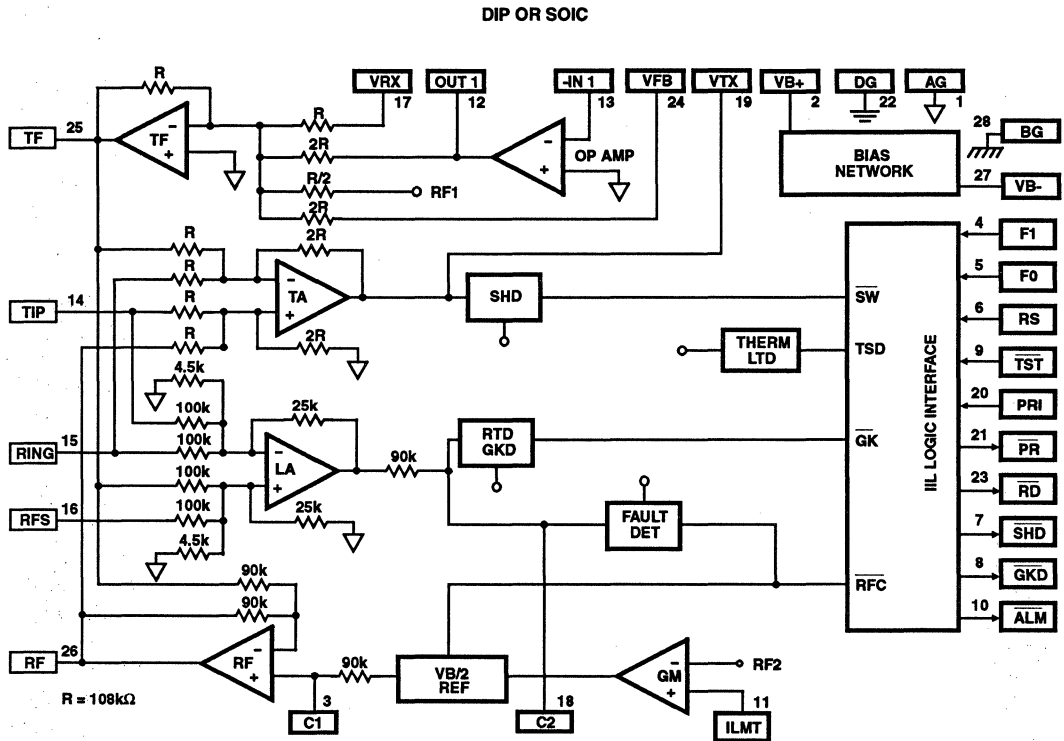 DIP OR SOIC
R
VRX
17
OUT 1
12
-IN 1
13
VFB
24
VTX
19
VB+
2
DG
22
AG
1
TF
25
TF
−
+
R
2R
R/2
RF1
2R
−
+
OP AMP
BIAS
NETWORK
28
BG
27
VB-
R
R
TIP
14
R
R
2R
−
TA
+
2R
SHD
THERM
LTD
SW
TSD
GK
RFC
IIL LOGIC INTERFACE
4
F1
5
F0
6
RS
9
TST
20
PRI
21
PR
23
RD
7
SHD
8
GKD
10
ALM
4.5k
100k
RING
15
100k
100k
RFS
16
100k
4.5k
25k
−
LA
+
25k
90k
RTD
GKD
FAULT
DET
90k
90k
RF
26
RF
−
+
90k
3
C1
VB/2
REF
18
C2
GM
−
+
RF2
11
ILMT
R = 108kΩ